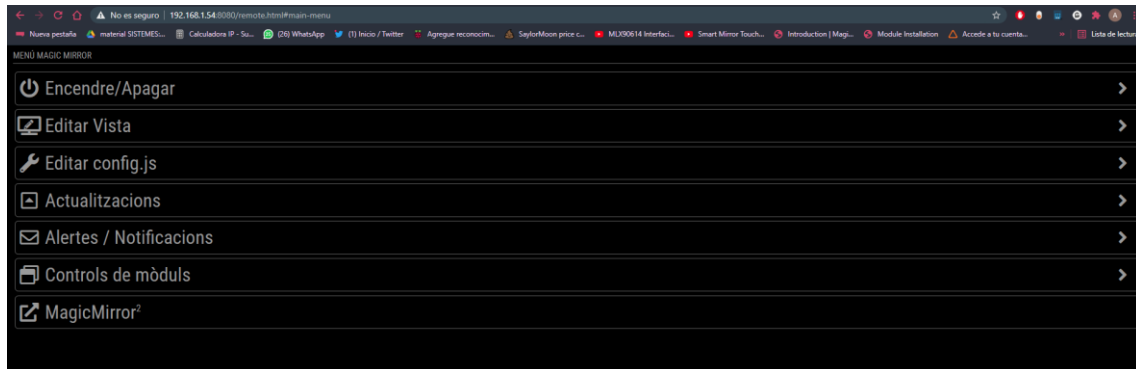 No es seguro | 192.168.1.54:8080/remote.html#main-menu
Nueva pestaña material SISTEMES:... Calculadora IP - Su... (26) WhatsApp (1) Inicio / Twitter Agregue reconocim... SaylorMoon price c... MLX90614 Interfaci... Smart Mirror Touch... Introduction | Magi... Module Installation Accede a tu cuenta... » Lista de lectur
MENÚ MAGIC MIRROR
Encendre/Apagar
Editar Vista
Editar config.js
Actualitzacions
Alertes / Notificacions
Controls de mòduls
MagicMirror²